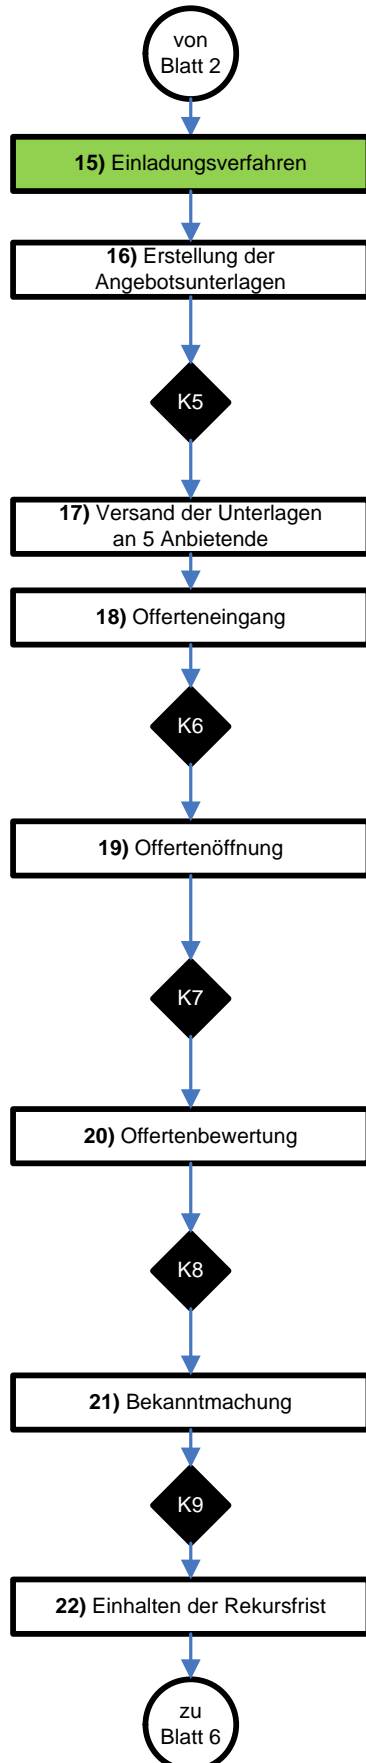 von
Blatt 2
15) Einladungsverfahren
16) Erstellung der
Angebotsunterlagen
K5
17) Versand der Unterlagen
an 5 Anbietende
18) Offerteneingang
K6
19) Offertenöffnung
K7
20) Offertenbewertung
K8
21) Bekanntmachung
K9
22) Einhalten der Rekursfrist
zu
Blatt 6